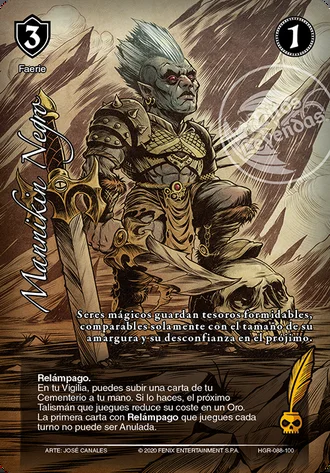 3
1
Faerie
Manikin Negro
Seres mágicos guardan tesoros formidables,
comparables solamente con el tamaño de su
amargura y su desconfianza en el prójimo.
Relámpago.
En tu Vigilia, puedes subir una carta de tu
Cementerio a tu mano. Si lo haces, el próximo
Talismán que juegues reduce su coste en un Oro.
La primera carta con Relámpago que juegues cada
turno no puede ser Anulada.
ARTE: JOSÉ CANALES
© 2020 FENIX ENTERTAINMENT S.P.A
HGR-088-100